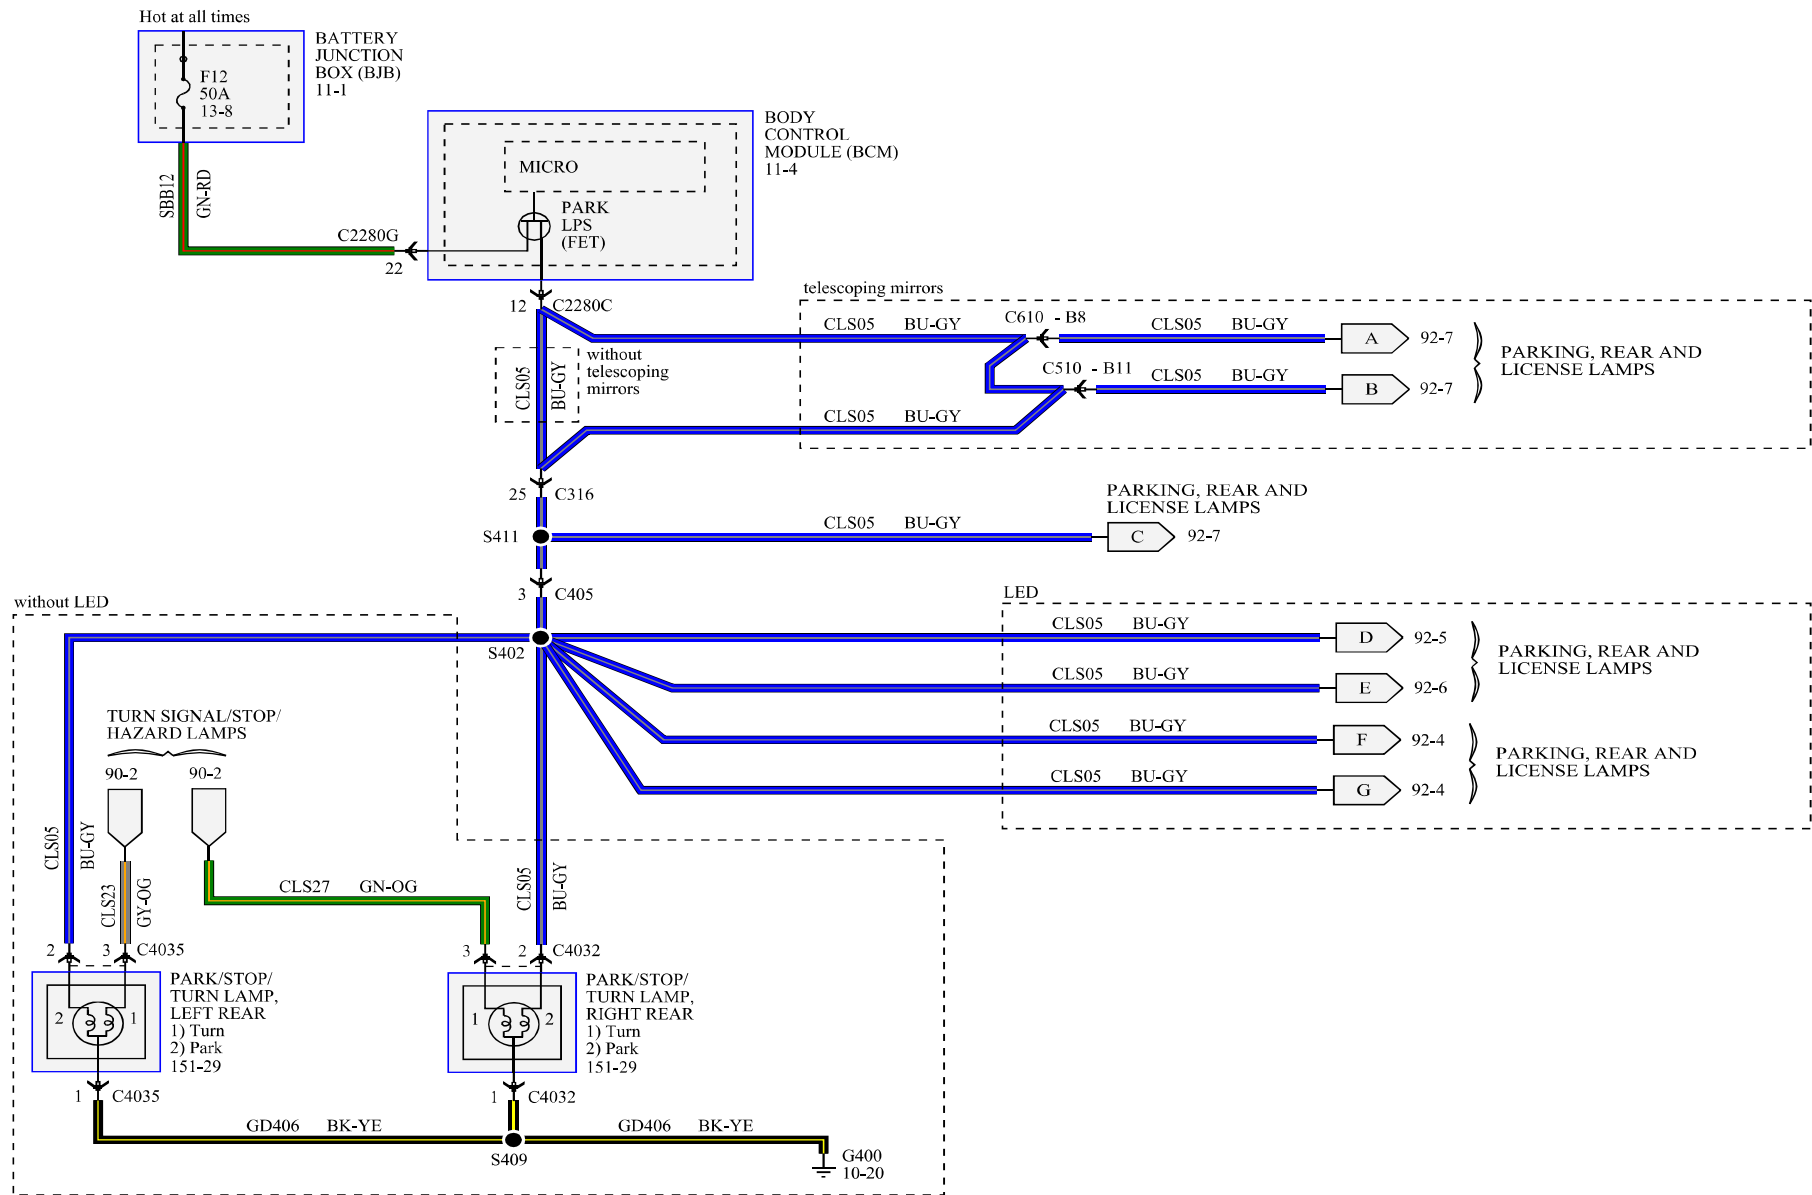 Hot at all times
BATTERY
JUNCTION
BOX (BJB)
11-1
F12
50A
13-8
SBB12
GN-RD
C2280G
22
BODY
CONTROL
MODULE (BCM)
11-4
MICRO
PARK
LPS
(FET)
12
C2280C
telescoping mirrors
CLS05 BU-GY
C610 - B8
CLS05 BU-GY
A
92-7
C510 - B11
CLS05 BU-GY
B
92-7
PARKING, REAR AND
LICENSE LAMPS
CLS05 BU-GY
without
telescoping
mirrors
CLS05
BU-GY
25
C316
S411
CLS05 BU-GY
PARKING, REAR AND
LICENSE LAMPS
C
92-7
3
C405
without LED
S402
LED
CLS05 BU-GY
D
92-5
CLS05 BU-GY
E
92-6
PARKING, REAR AND
LICENSE LAMPS
CLS05 BU-GY
F
92-4
CLS05 BU-GY
G
92-4
PARKING, REAR AND
LICENSE LAMPS
TURN SIGNAL/STOP/
HAZARD LAMPS
90-2
90-2
CLS05
BU-GY
CLS23
GY-OG
CLS27 GN-OG
CLS05
BU-GY
2
3
C4035
3
2
C4032
PARK/STOP/
TURN LAMP,
LEFT REAR
1) Turn
2) Park
151-29
2
1
PARK/STOP/
TURN LAMP,
RIGHT REAR
1) Turn
2) Park
151-29
1
2
1
C4035
1
C4032
GD406 BK-YE
GD406 BK-YE
S409
G400
10-20